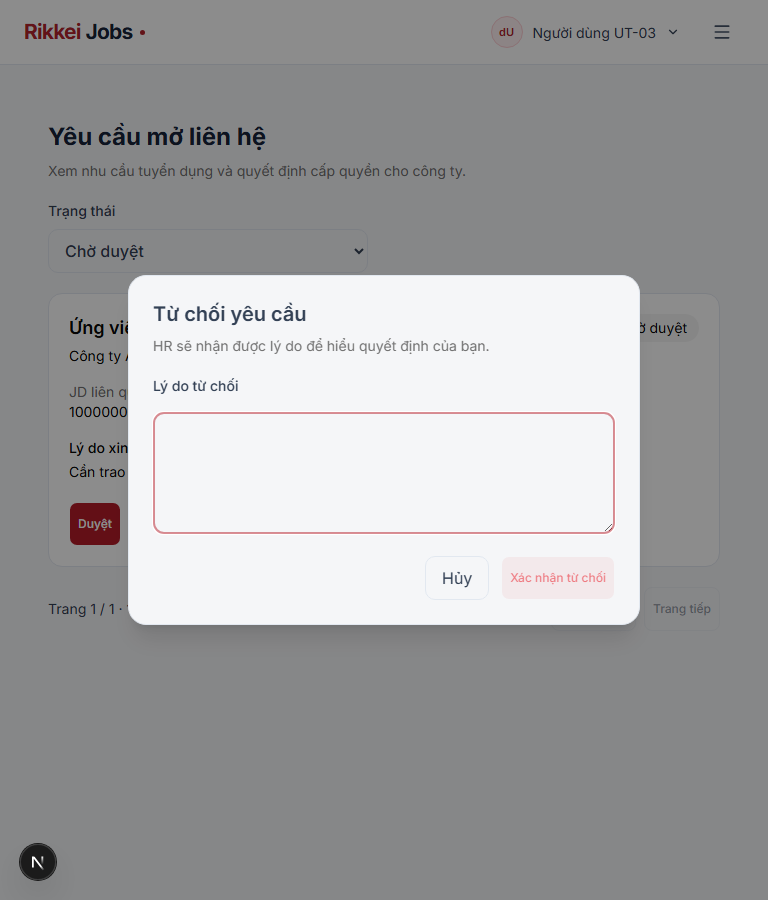 Rikkei Jobs
dU Người dùng UT-03
Yêu cầu mở liên hệ
Xem nhu cầu tuyển dụng và quyết định cấp quyền cho công ty.
Trạng thái
Chờ duyệt
Ứng
duyệt
Công ty
JD liên
1000000
Lý do xin
Cần trao
Duyệt
Từ chối yêu cầu
HR sẽ nhận được lý do để hiểu quyết định của bạn.
Lý do từ chối
Hủy
Xác nhận từ chối
Trang 1 / 1 ·
Trang tiếp
N